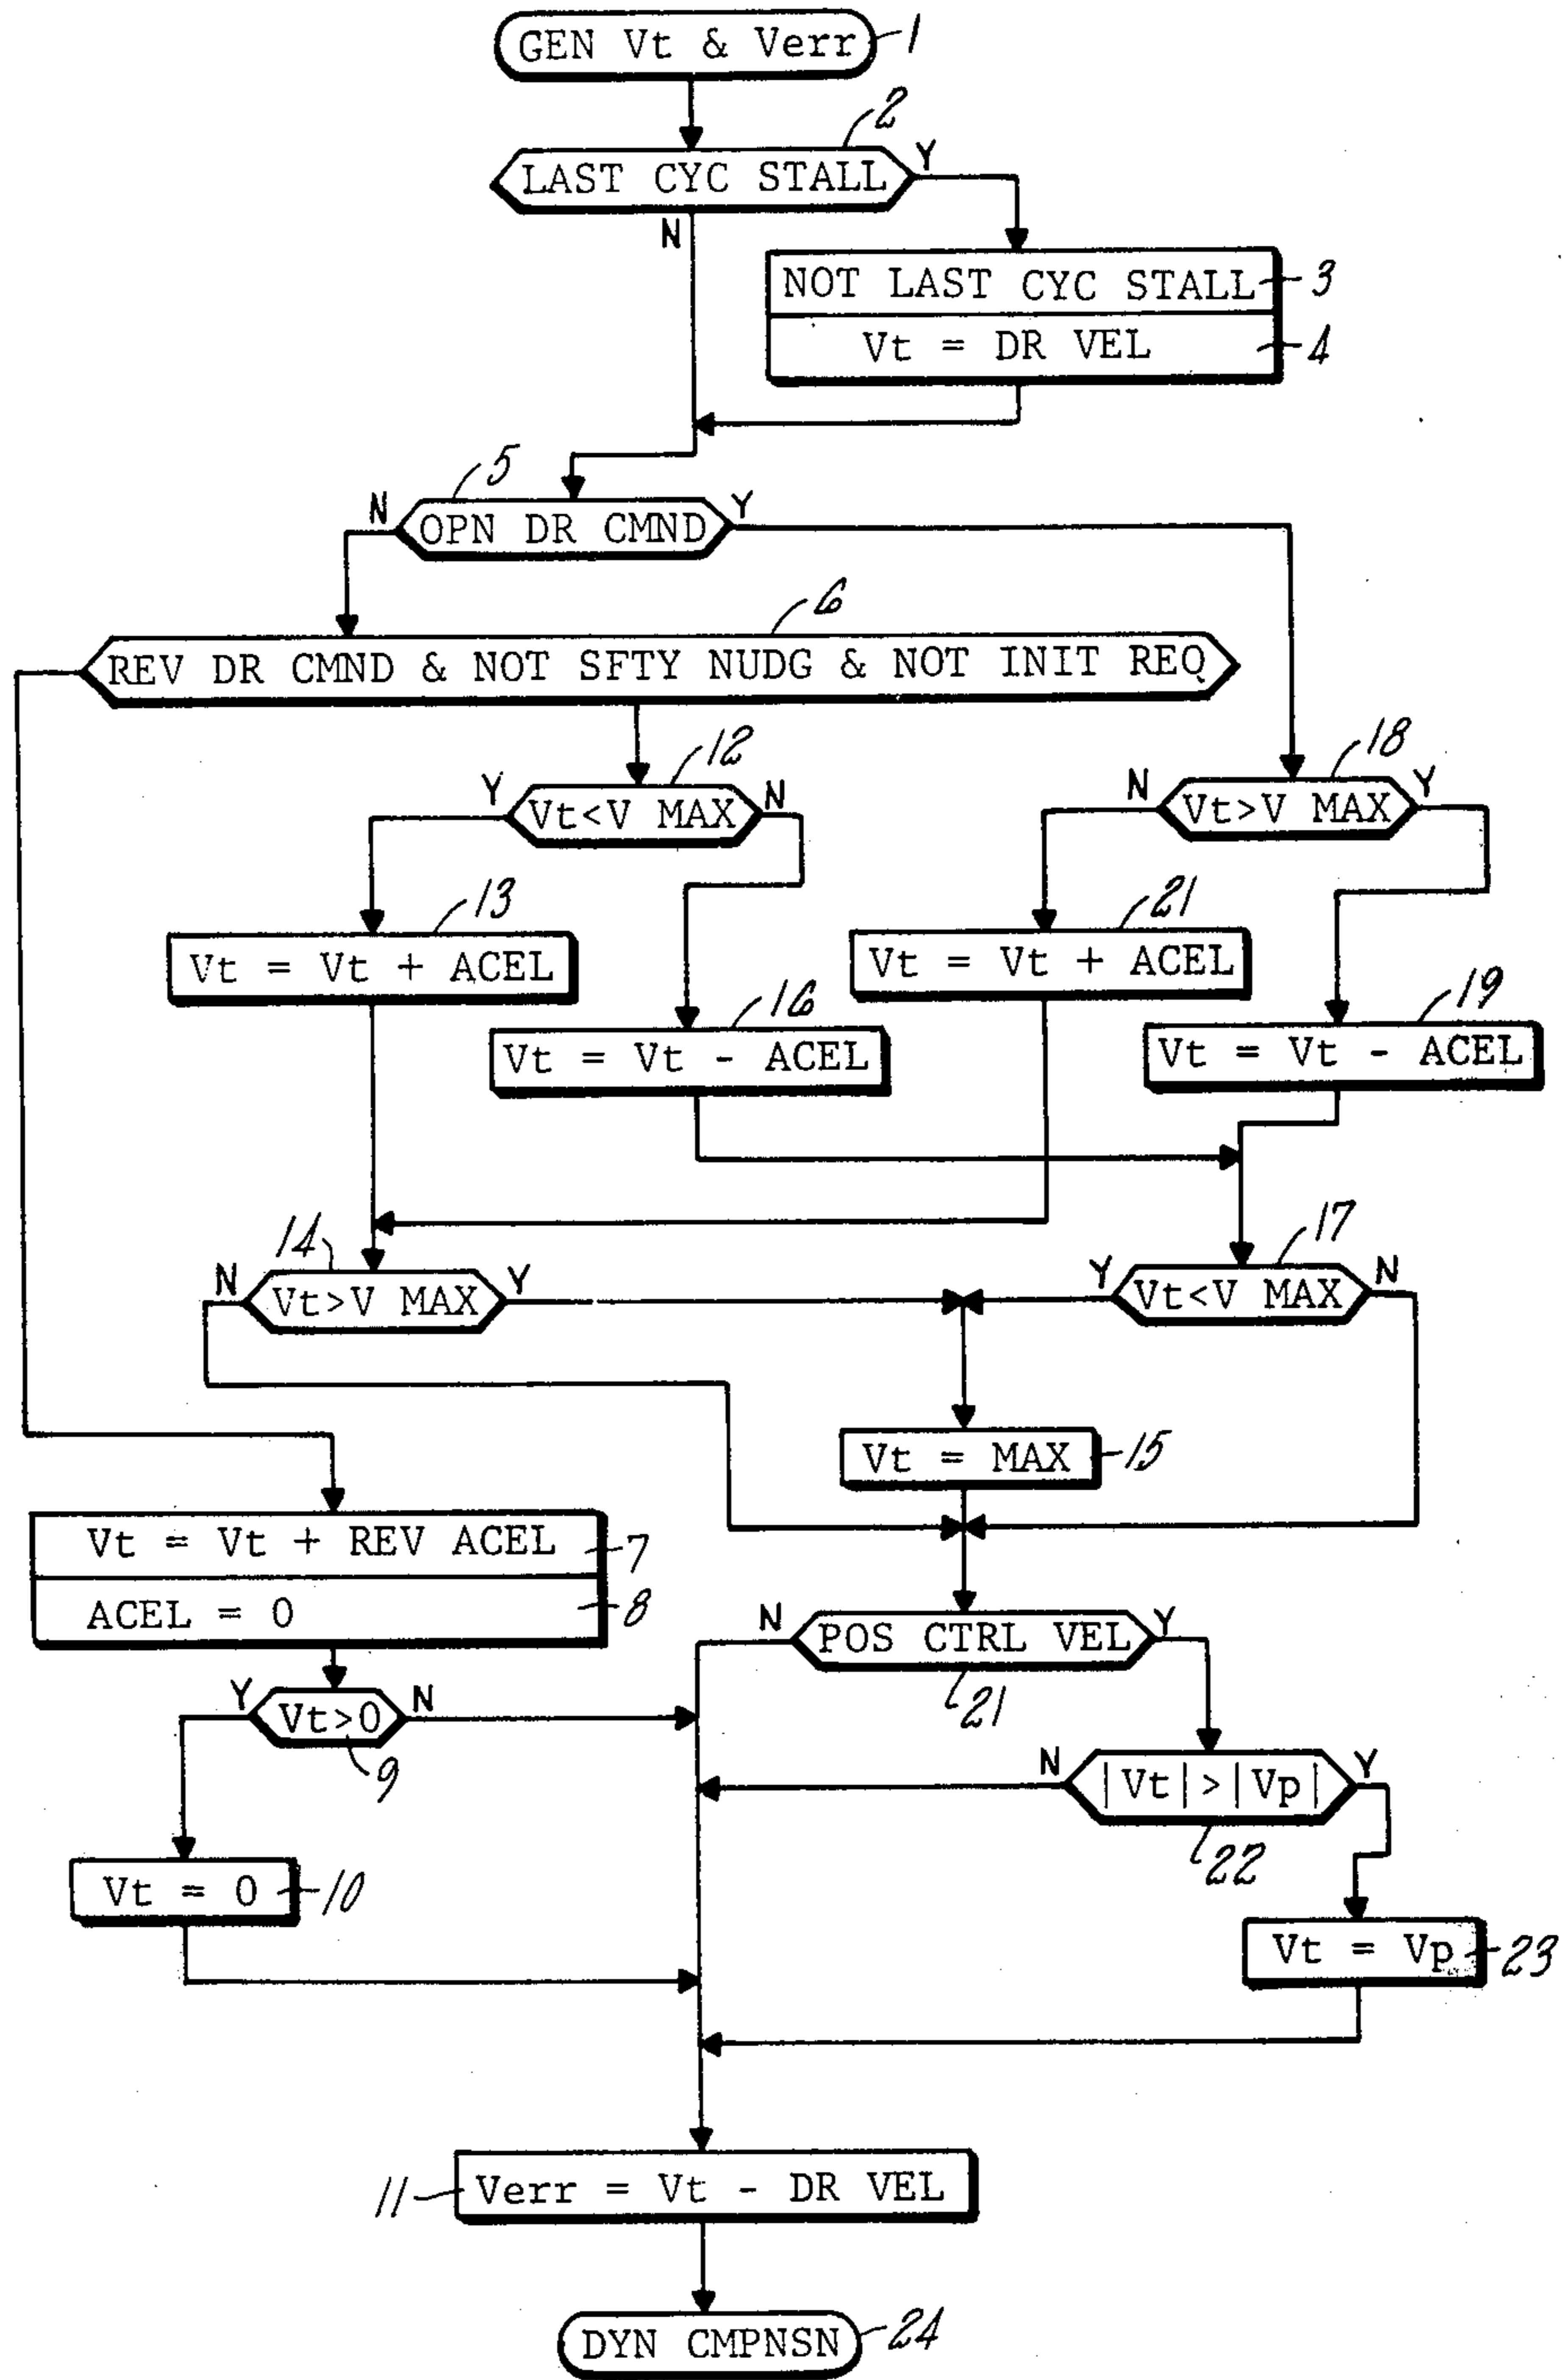 GEN Vt & Verr 1
2
LAST CYC STALL Y
N
NOT LAST CYC STALL 3
Vt = DR VEL 4
5
N OPN DR CMND Y
6
REV DR CMND & NOT SFTY NUDG & NOT INIT REQ
12
18
Y Vt<V MAX N
N Vt>V MAX Y
13
Vt = Vt + ACEL
21
Vt = Vt + ACEL
16
Vt = Vt - ACEL
19
Vt = Vt - ACEL
14
N Vt>V MAX Y
17
Y Vt<V MAX N
Vt = MAX 15
Vt = Vt + REV ACEL 7
ACEL = 0 8
N POS CTRL VEL Y
21
Y Vt>0 N
9
N |Vt|>|Vp| Y
22
Vt = 0 10
Vt = Vp 23
11 Verr = Vt - DR VEL
DYN CMPNSN 24